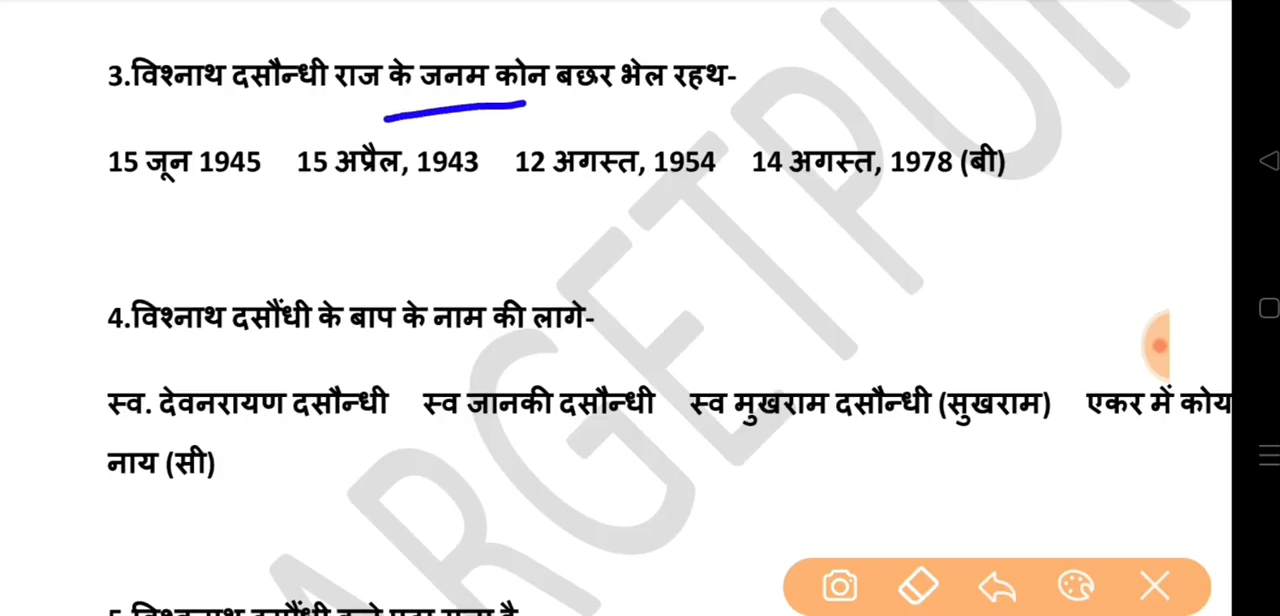 3.विश्नाथ दसौन्धी राज के जनम कोन बछर भेल रहथ-
15 जून 1945 15 अप्रैल, 1943 12 अगस्त, 1954 14 अगस्त, 1978 (बी)
4.विश्नाथ दसौंधी के बाप के नाम की लागे-
स्व. देवनरायण दसौन्धी स्व जानकी दसौन्धी स्व मुखराम दसौन्धी (सुखराम) एकर में कोय
नाय (सी)
ARGETPUN